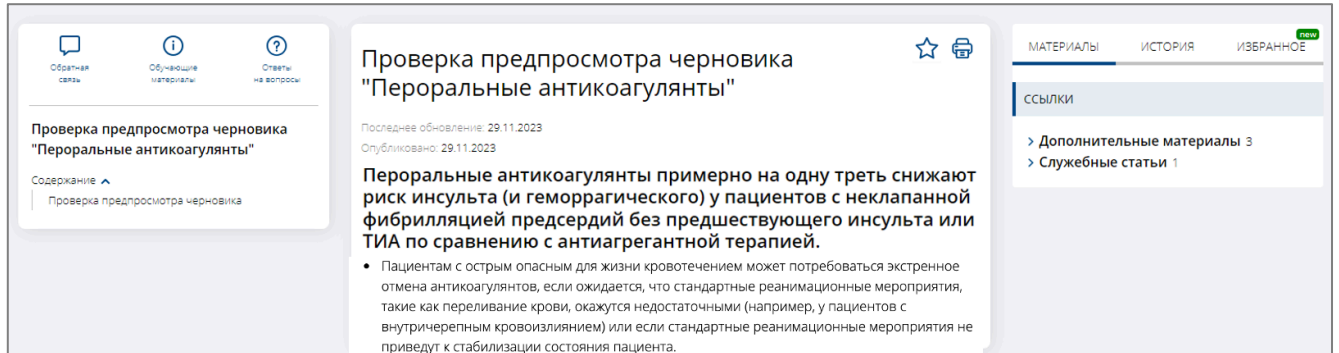 Обратная
связь
Обучающие
материалы
Ответы
на вопросы
Проверка предпросмотра черновика
"Пероральные антикоагулянты"
Содержание
Проверка предпросмотра черновика
Проверка предпросмотра черновика
"Пероральные антикоагулянты"
Последнее обновление: 29.11.2023
Опубликовано: 29.11.2023
Пероральные антикоагулянты примерно на одну треть снижают
риск инсульта (и геморрагического) у пациентов с неклапанной
фибрилляцией предсердий без предшествующего инсульта или
ТИА по сравнению с антиагрегантной терапией.
• Пациентам с острым опасным для жизни кровотечением может потребоваться экстренное
отмена антикоагулянтов, если ожидается, что стандартные реанимационные мероприятия,
такие как переливание крови, окажутся недостаточными (например, у пациентов с
внутричерепным кровоизлиянием) или если стандартные реанимационные мероприятия не
приведут к стабилизации состояния пациента.
new
МАТЕРИАЛЫ ИСТОРИЯ ИЗБРАННОЕ
ССЫЛКИ
> Дополнительные материалы 3
> Служебные статьи 1